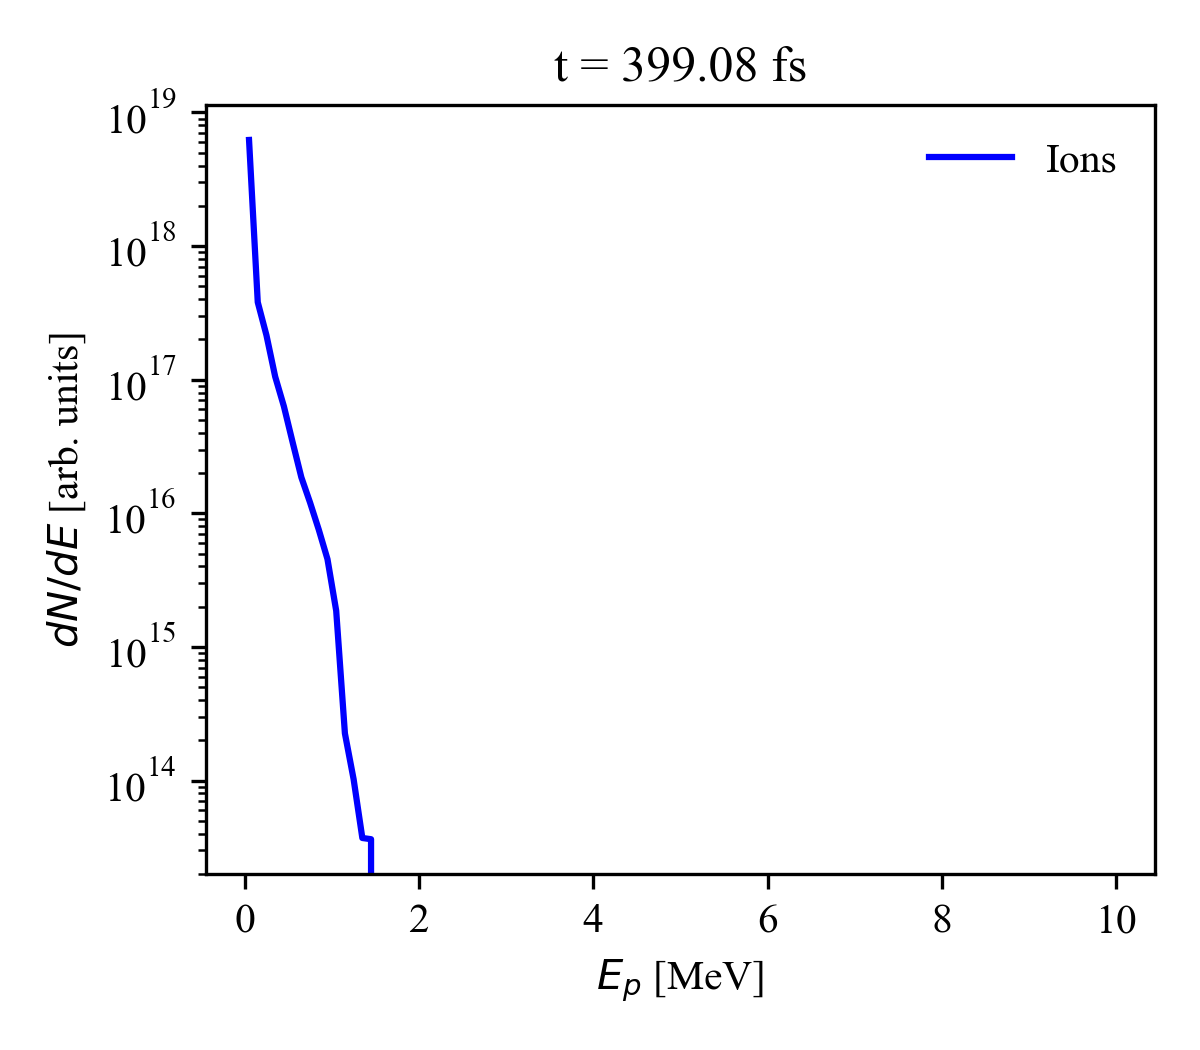 t = 399.08 fs
Ions
dN/dE [arb. units]
10^19
10^18
10^17
10^16
10^15
10^14
0 2 4 6 8 10
E_p [MeV]